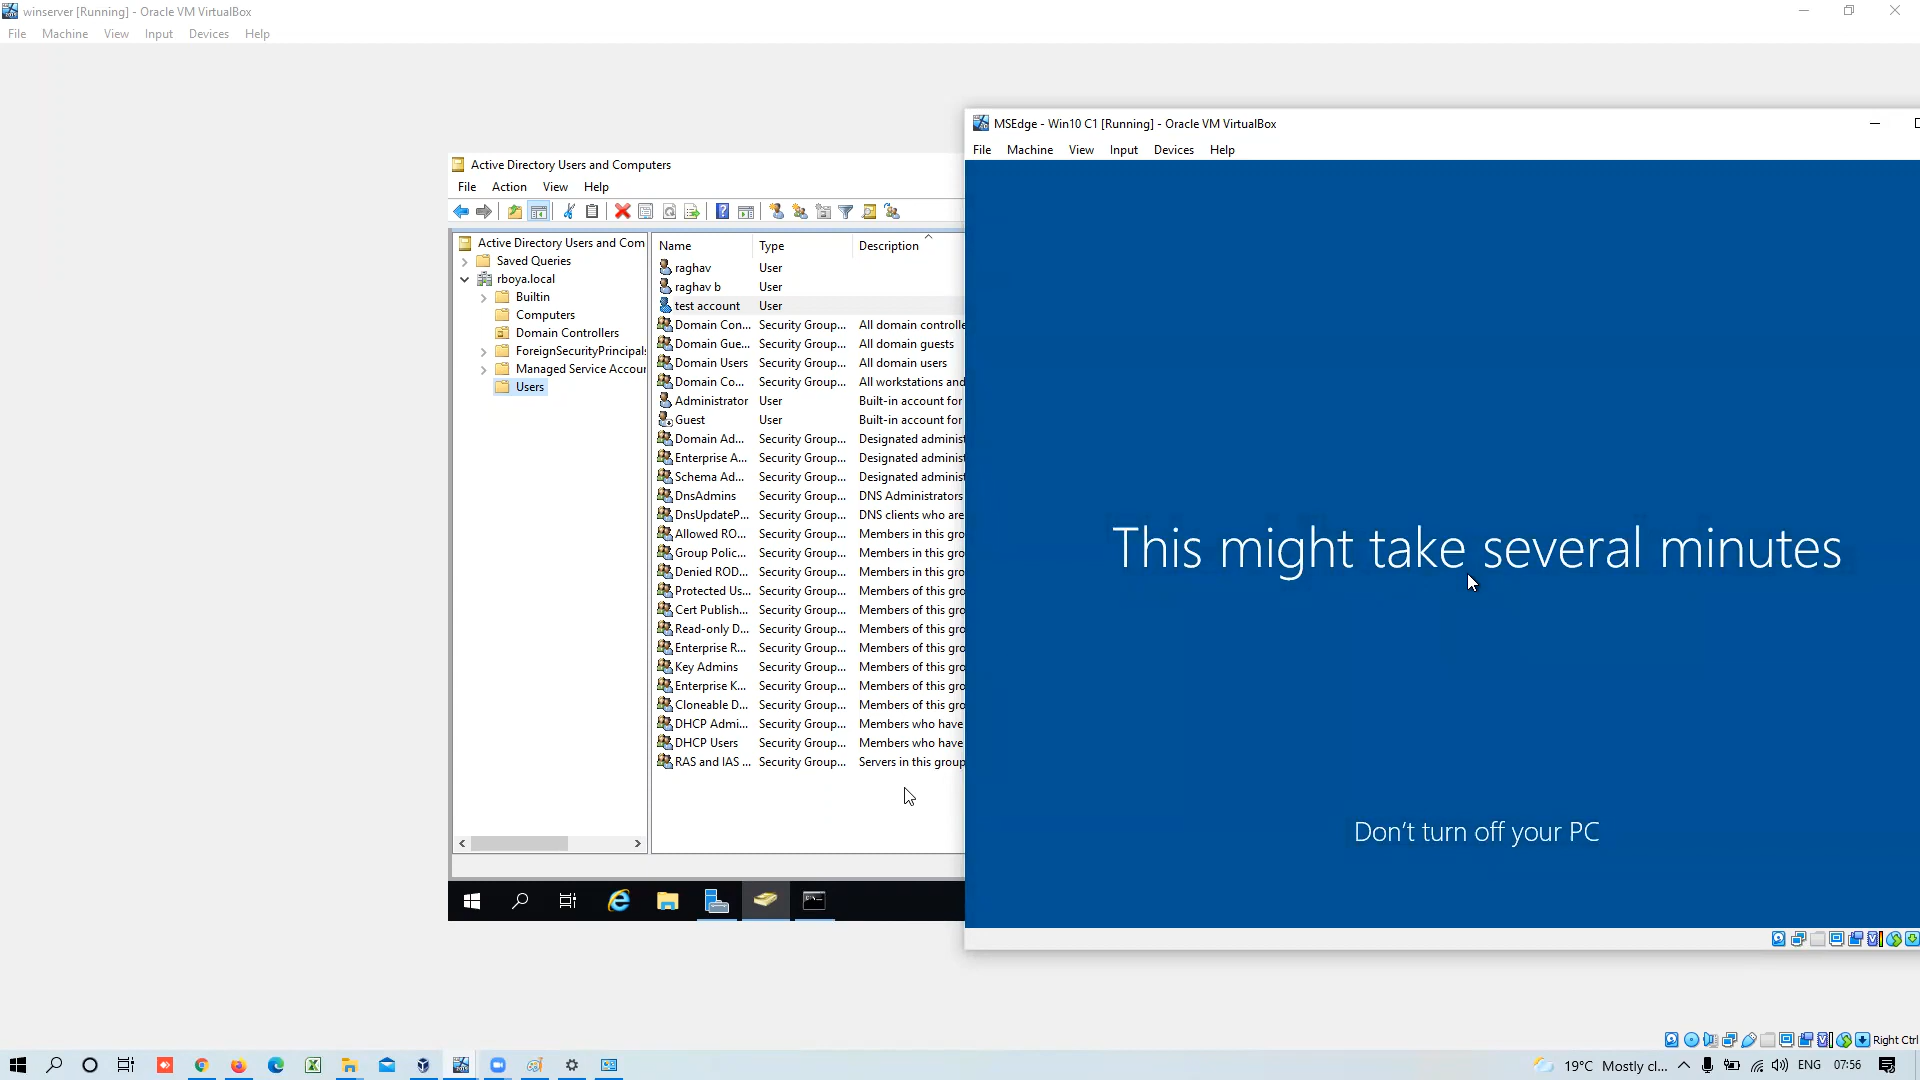 winserver [Running] - Oracle VM VirtualBox
File Machine View Input Devices Help
Active Directory Users and Computers
File Action View Help
Active Directory Users and Com
Saved Queries
rboya.local
Builtin
Computers
Domain Controllers
ForeignSecurityPrincipals
Managed Service Accour
Users
Name Type Description
raghav User
raghav b User
test account User
Domain Con... Security Group... All domain controlle
Domain Gue... Security Group... All domain guests
Domain Users Security Group... All domain users
Domain Co... Security Group... All workstations and
Administrator User Built-in account for
Guest User Built-in account for
Domain Ad... Security Group... Designated administ
Enterprise A... Security Group... Designated administ
Schema Ad... Security Group... Designated administ
DnsAdmins Security Group... DNS Administrators
DnsUpdateP... Security Group... DNS clients who are
Allowed RO... Security Group... Members in this gro
Group Polic... Security Group... Members in this gro
Denied ROD... Security Group... Members in this gro
Protected Us... Security Group... Members of this gro
Cert Publish... Security Group... Members of this gro
Read-only D... Security Group... Members of this gro
Enterprise R... Security Group... Members of this gro
Key Admins Security Group... Members of this gro
Enterprise K... Security Group... Members of this gro
Cloneable D... Security Group... Members of this gro
DHCP Admi... Security Group... Members who have
DHCP Users Security Group... Members who have
RAS and IAS ... Security Group... Servers in this group
MSEdge - Win10 C1 [Running] - Oracle VM VirtualBox
File Machine View Input Devices Help
This might take several minutes
Don't turn off your PC
Right Ctrl
19°C Mostly cl... ENG 07:56